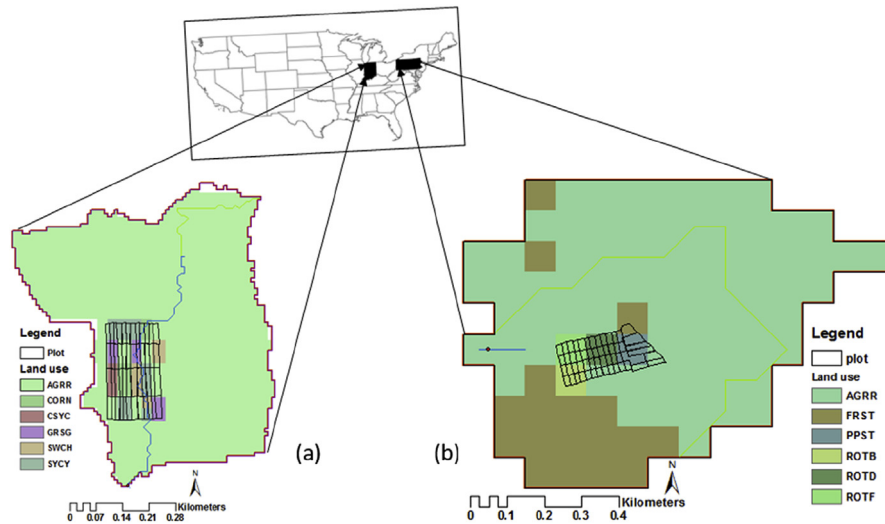 Legend
Plot
Land use
AGRR
CORN
CSYC
GRSG
SWCH
SYCY
(a)
N
Kilometers
0 0.07 0.14 0.21 0.28
(b)
Legend
plot
Land use
AGRR
FRST
PPST
ROTB
ROTD
ROTF
N
Kilometers
0 0.1 0.2 0.3 0.4